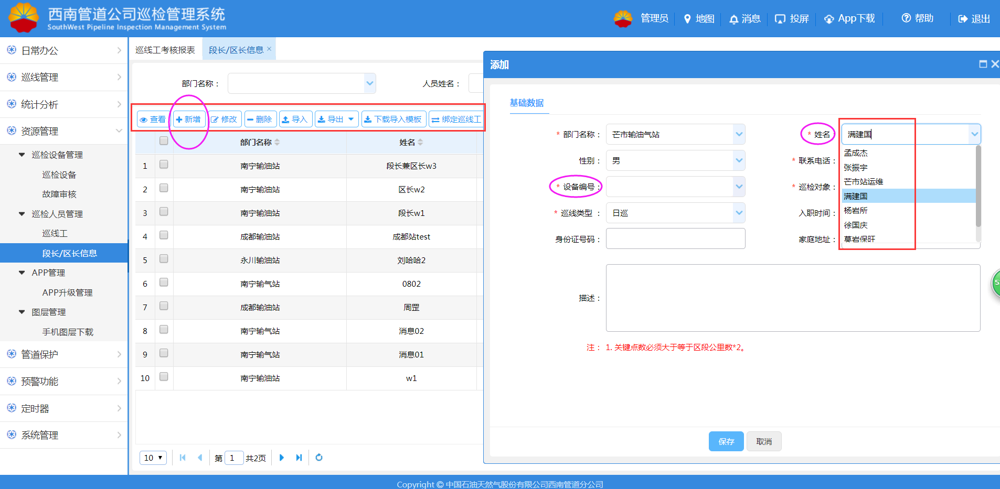 西南管道公司巡检管理系统
SouthWest Pipeline Inspection Management System
管理员 地图 消息 投屏 App下载 帮助 退出
日常办公
巡线管理
统计分析
资源管理
巡检设备管理
巡检设备
故障审核
巡检人员管理
巡线工
段长/区长信息
APP管理
APP升级管理
图层管理
手机图层下载
管道保护
预警功能
定时器
系统管理
巡线工考核报表 段长/区长信息 ×
部门名称： 人员姓名：
查看 新增 修改 删除 导入 导出 下载导入模板 绑定巡线工
部门名称 姓名
1 南宁输油站 段长兼区长w3
2 南宁输油站 区长w2
3 南宁输油站 段长w1
4 成都输油站 成都站test
5 永川输油站 刘哈哈2
6 南宁输气站 0802
7 成都输油站 周罡
8 南宁输气站 消息02
9 南宁输气站 消息01
10 南宁输油站 w1
10 第 1 共2页
添加
基础数据
* 部门名称： 芒市输油气站 * 姓名 满建国
性别： 男 * 联系电话：
* 设备编号： * 巡检对象：
* 巡线类型 ： 日巡 入职时间：
身份证号码： 家庭地址：
孟成杰
张振宇
芒市站运维
满建国
杨岩所
徐国庆
莫岩保旺
描述：
注： 1. 关键点数必须大于等于区段公里数*2。
保存 取消
Copyright © 中国石油天然气股份有限公司西南管道分公司